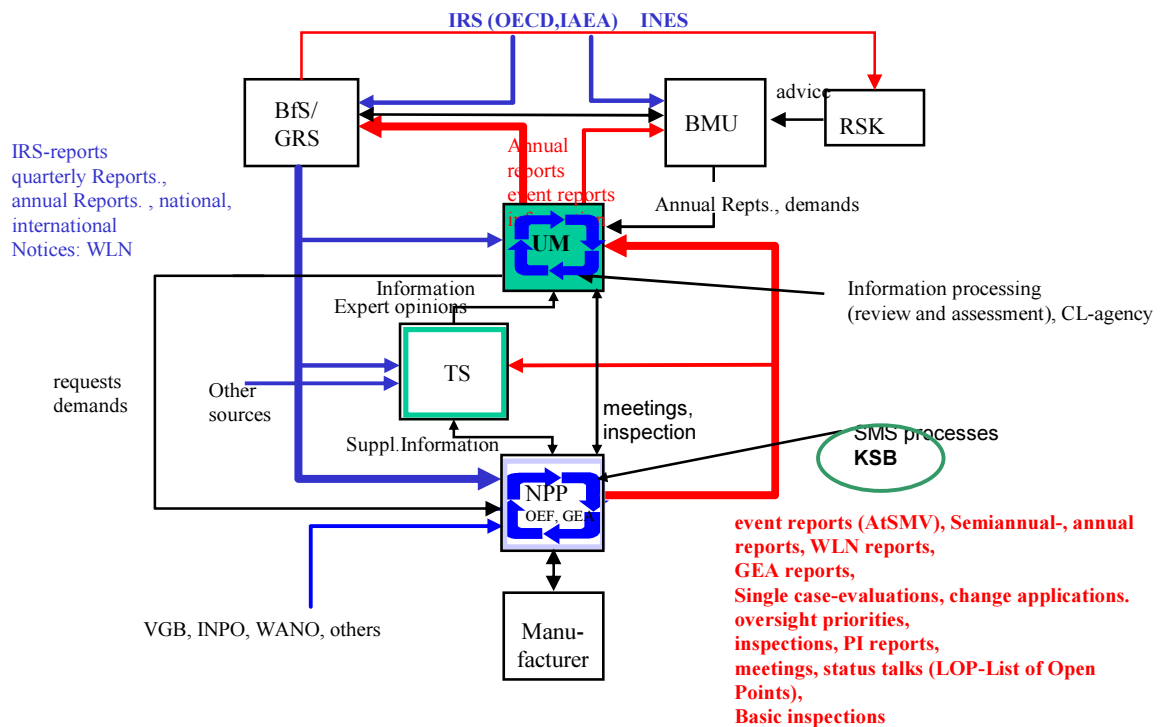 IRS (OECD,IAEA) INES
BfS/
GRS
BMU
advice
RSK
IRS-reports
quarterly Reports.,
annual Reports. , national,
international
Notices: WLN
Annual
reports
event reports
Annual Repts., demands
UM
Information
Expert opinions
Information processing
(review and assessment), CL-agency
TS
requests
demands
Other
sources
meetings,
inspection
Suppl.Information
SMS processes
KSB
NPP
OEF, GEA
event reports (AtSMV), Semiannual-, annual
reports, WLN reports,
GEA reports,
Single case-evaluations, change applications.
oversight priorities,
inspections, PI reports,
meetings, status talks (LOP-List of Open
Points),
Basic inspections
VGB, INPO, WANO, others
Manu-
facturer